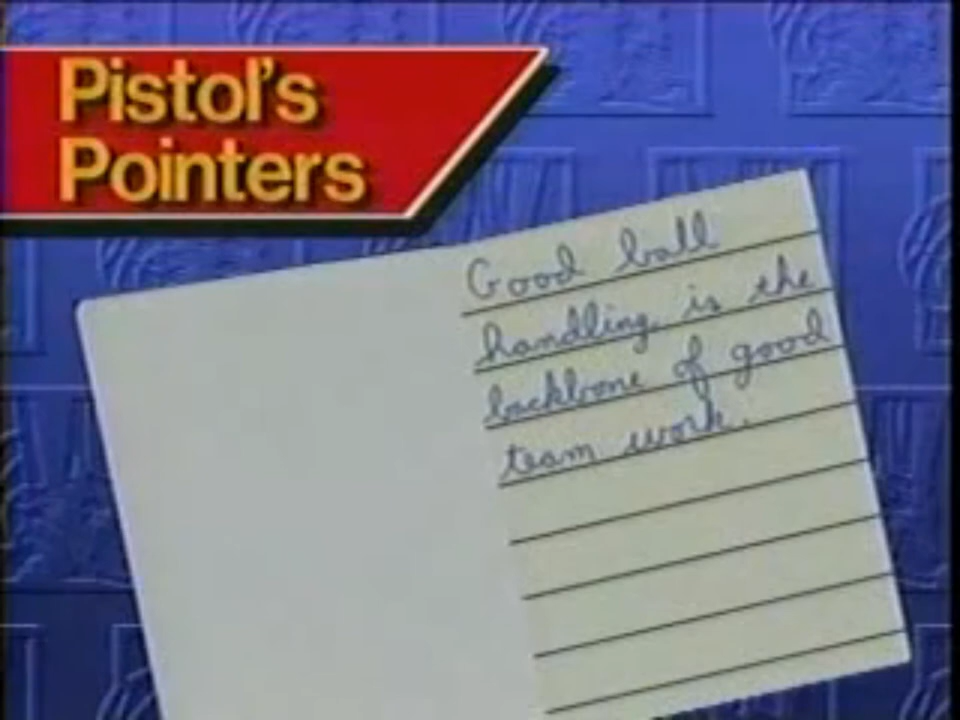 Pistol's
Pointers
Good ball
handling is the
backbone of good
team work.